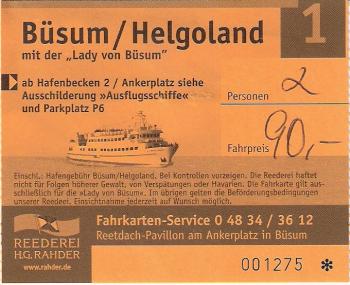 Büsum/Helgoland
mit der „Lady von Büsum"
1
ab Hafenbecken 2 / Ankerplatz siehe
Ausschilderung »Ausflugsschiffe«
und Parkplatz P6
Personen 2
Fahrpreis 90,-
Einschl. Hafengebühr Büsum/Helgoland. Bei Kontrollen vorzeigen. Die Reederei haftet
nicht für Folgen höherer Gewalt, von Verspätungen oder Havarien. Die Fahrkarte gilt aus-
schließlich für die „Lady von Büsum". Im übrigen gelten die Beförderungsbedingungen
unserer Reederei. Einsichtnahme jederzeit auf Wunsch möglich.
REEDEREI
H.G. RAHDER
www.rahder.de
Fahrkarten-Service 0 48 34 / 36 12
Reetdach-Pavillon am Ankerplatz in Büsum
001275 *